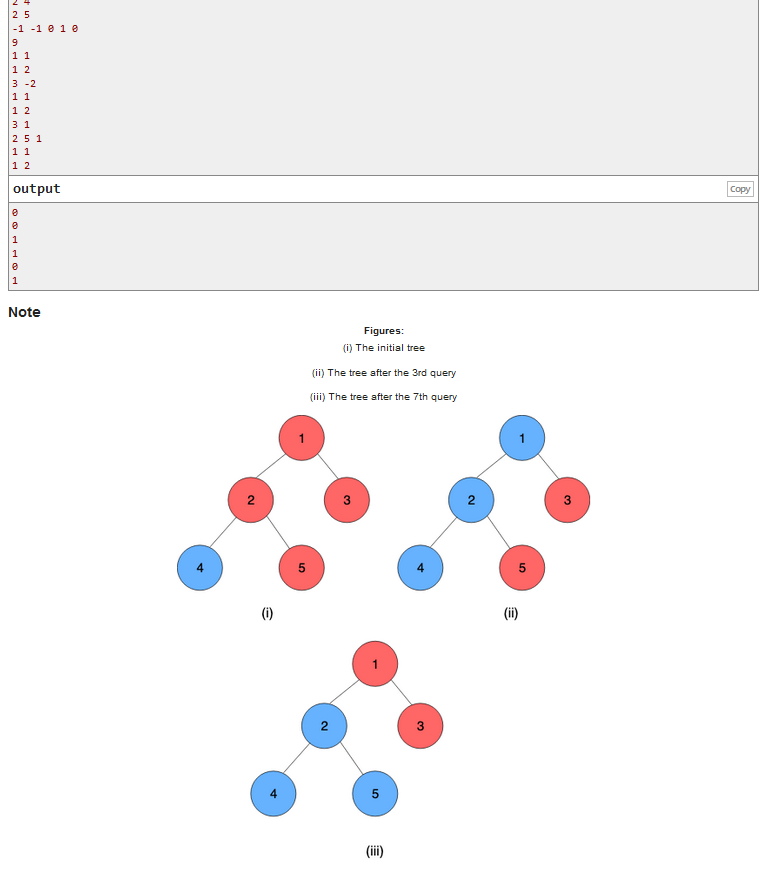 2 4
2 5
-1 -1 0 1 0
9
1 1
1 2
3 -2
1 1
1 2
3 1
2 5 1
1 1
1 2
output
Copy
0
0
1
1
0
1
Note
Figures:
(i) The initial tree
(ii) The tree after the 3rd query
(iii) The tree after the 7th query
1 1
2 3 2 3
4 5 4 5
(i) (ii)
1
2 3
4 5
(iii)